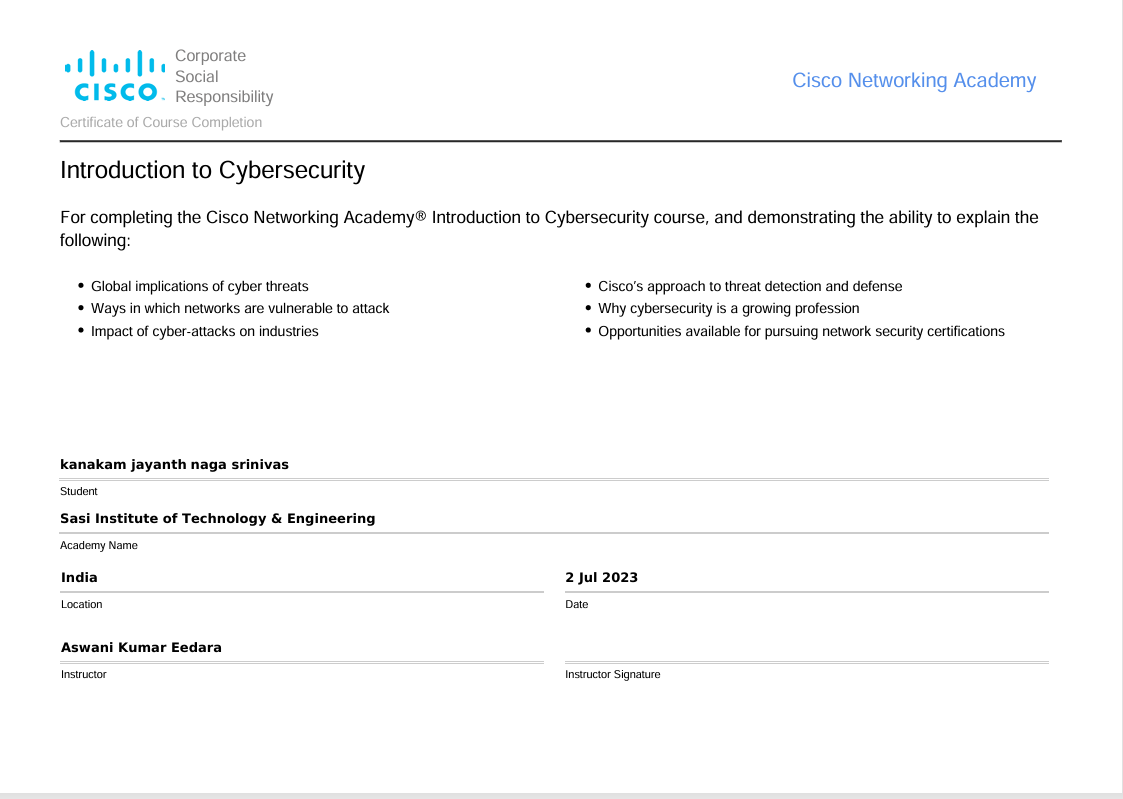 CISCO
Corporate
Social
Responsibility
Cisco Networking Academy
Certificate of Course Completion
Introduction to Cybersecurity
For completing the Cisco Networking Academy® Introduction to Cybersecurity course, and demonstrating the ability to explain the
following:
• Global implications of cyber threats
• Ways in which networks are vulnerable to attack
• Impact of cyber-attacks on industries
• Cisco’s approach to threat detection and defense
• Why cybersecurity is a growing profession
• Opportunities available for pursuing network security certifications
kanakam jayanth naga srinivas
Student
Sasi Institute of Technology & Engineering
Academy Name
India
Location
2 Jul 2023
Date
Aswani Kumar Eedara
Instructor
Instructor Signature